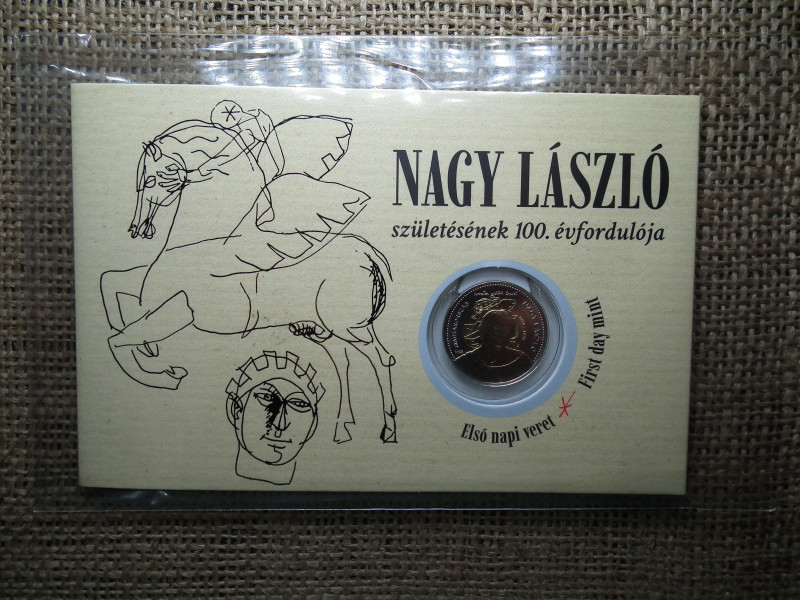 NAGY LÁSZLÓ
születésének 100. évfordulója
Első napi veret * First day mint